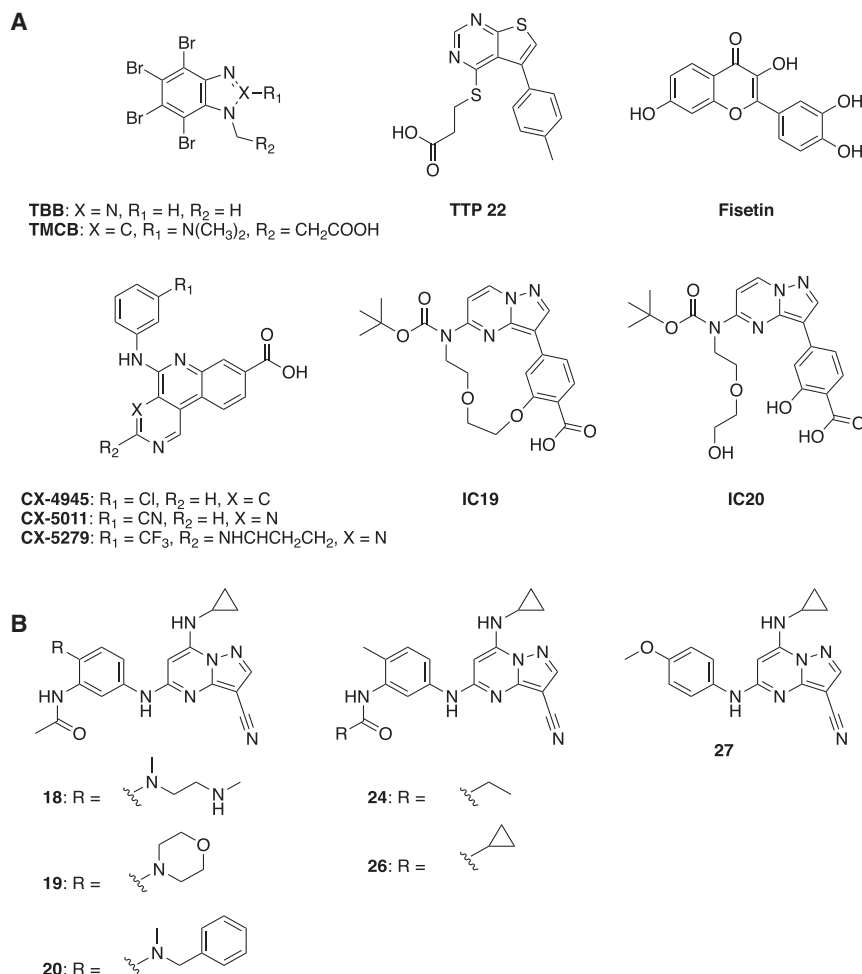 A
Br
Br
Br
Br
N
X
R1
N
R2
TBB: X = N, R1 = H, R2 = H
TMCB: X = C, R1 = N(CH3)2, R2 = CH2COOH
N
N
S
S
HO
O
TTP 22
O
OH
HO
O
OH
OH
Fisetin
R1
HN
N
O
OH
X
R2
N
CX-4945: R1 = Cl, R2 = H, X = C
CX-5011: R1 = CN, R2 = H, X = N
CX-5279: R1 = CF3, R2 = NHCHCH2CH2, X = N
O
O
N
N
N
N
O
O
HO
O
IC19
O
O
N
N
N
N
O
HO
OH
HO
O
IC20
B
R
HN
O
N
H
HN
N
N
N
N
18: R =
N
N
H
19: R =
N
O
20: R =
N
HN
R
O
N
H
HN
N
N
N
N
24: R =
26: R =
O
N
H
HN
N
N
N
N
27